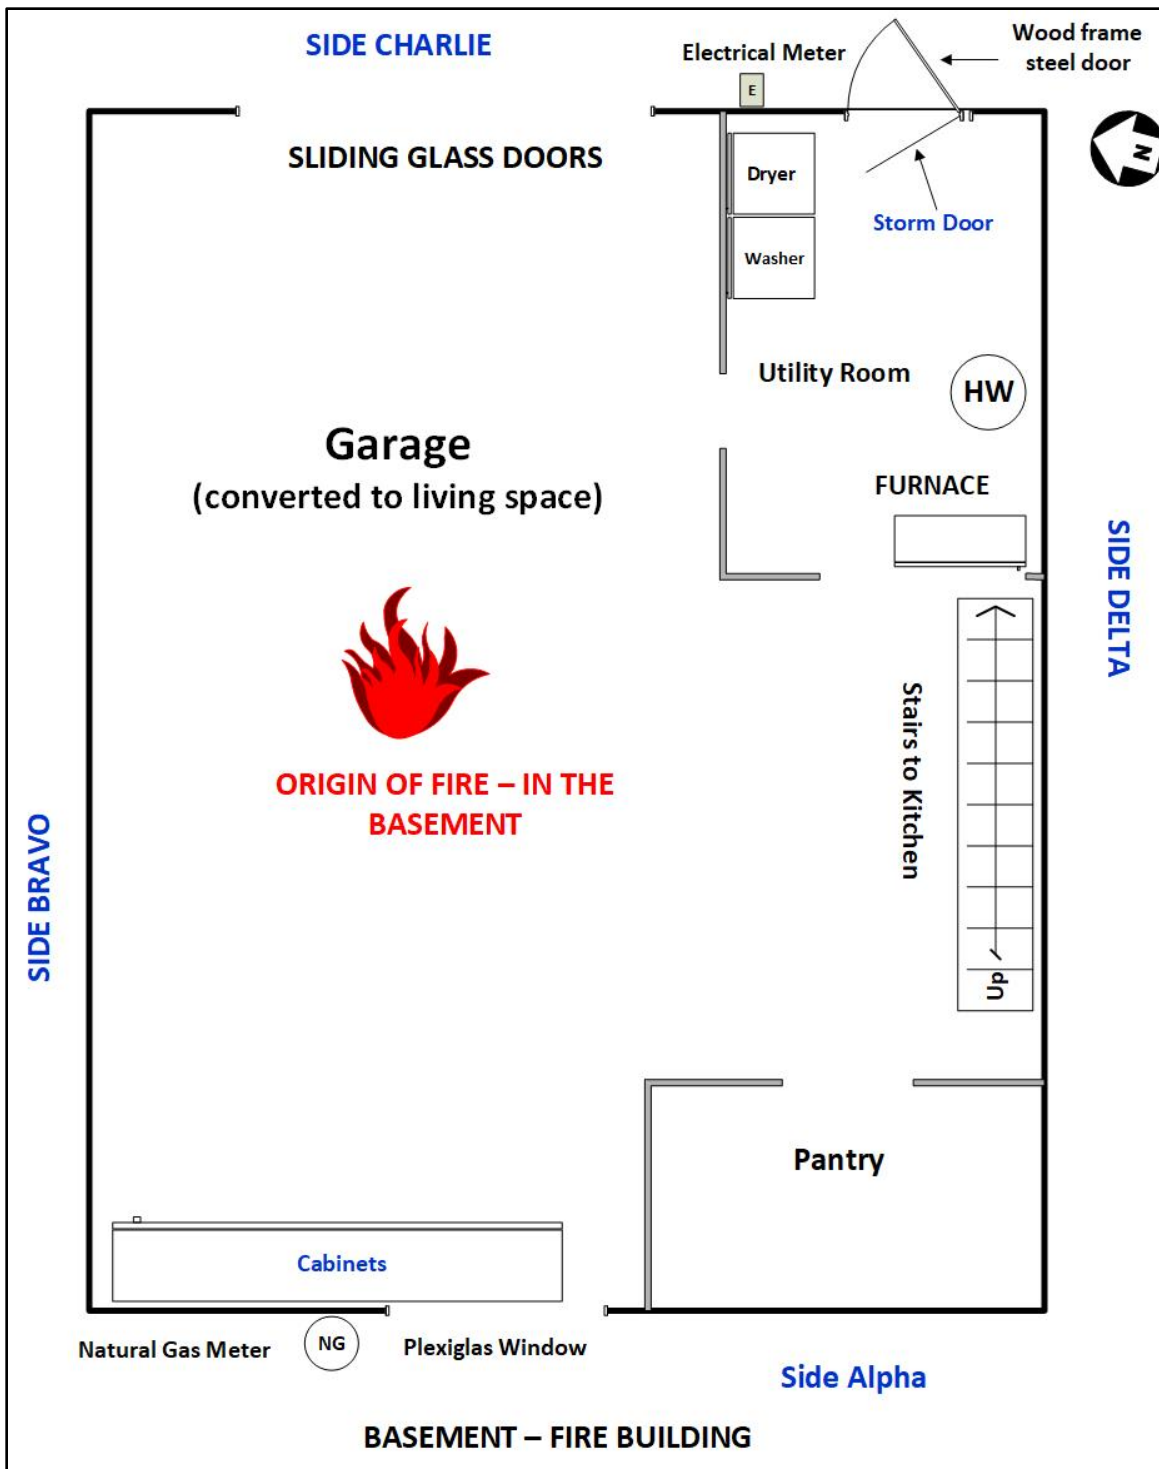 SIDE CHARLIE
Electrical Meter
Wood frame
steel door
E
N
SLIDING GLASS DOORS
Dryer
Storm Door
Washer
Utility Room
HW
Garage
(converted to living space)
FURNACE
SIDE DELTA
Stairs to Kitchen
ORIGIN OF FIRE – IN THE
BASEMENT
SIDE BRAVO
Up
Pantry
Cabinets
Natural Gas Meter
NG
Plexiglas Window
Side Alpha
BASEMENT – FIRE BUILDING